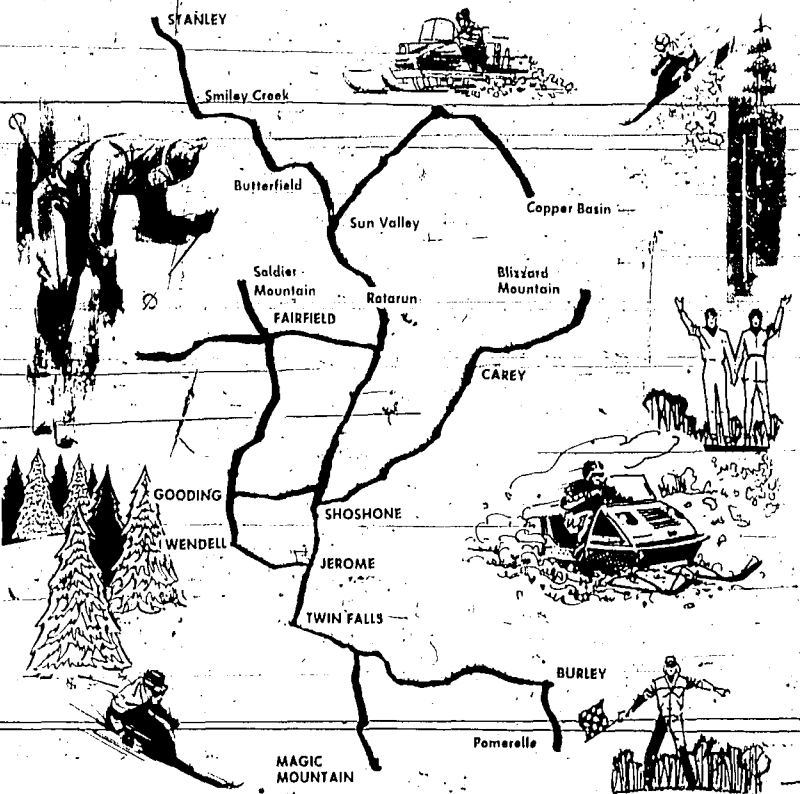 STANLEY
Smiley Creek
Butterfield
Copper Basin
Sun Valley
Soldier
Mountain
Blizzard
Mountain
Rotarun
FAIRFIELD
CAREY
GOODING
SHOSHONE
WENDELL
JEROME
TWIN FALLS
BURLEY
Pomerelle
MAGIC
MOUNTAIN